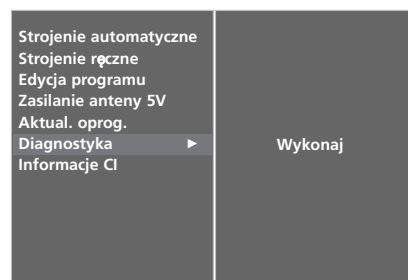 Strojenie automatyczne
Strojenie ręczne
Edycja programu
Zasilanie anteny 5V
Aktual. oprog.
Diagnostyka ►
Wykonaj
Informacje CI